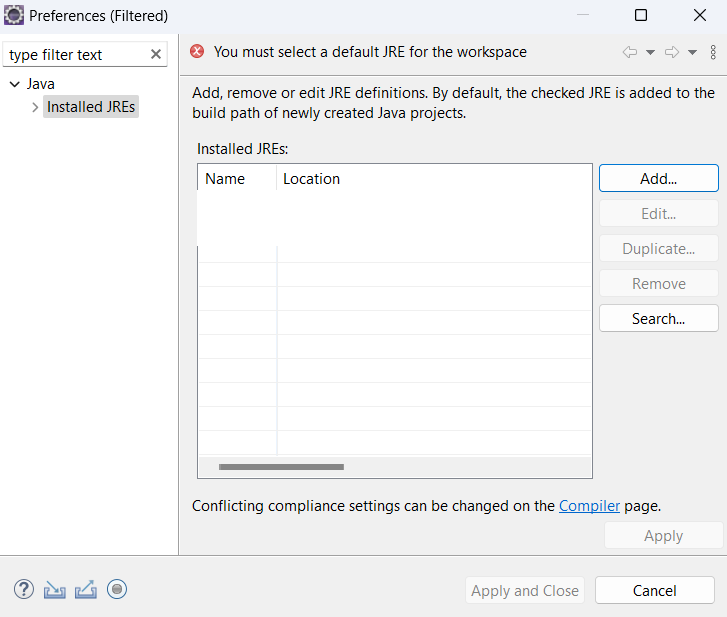 Preferences (Filtered)
type filter text
Java
Installed JREs
You must select a default JRE for the workspace
Add, remove or edit JRE definitions. By default, the checked JRE is added to the
build path of newly created Java projects.
Installed JREs:
Name Location
Add...
Edit...
Duplicate...
Remove
Search...
Conflicting compliance settings can be changed on the Compiler page.
Apply
Apply and Close Cancel